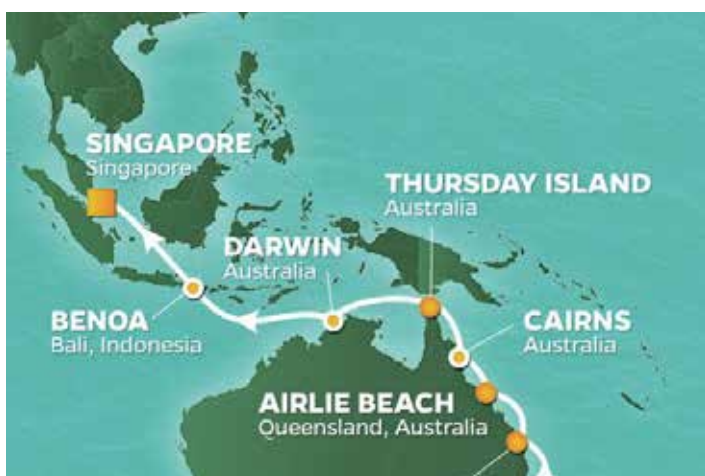 SINGAPORE
Singapore
THURSDAY ISLAND
Australia
DARWIN
Australia
BENOA
Bali, Indonesia
CAIRNS
Australia
AIRLIE BEACH
Queensland, Australia